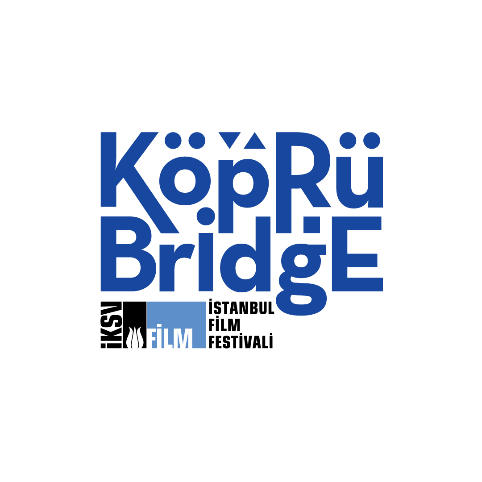 KöpRü
BridgE
İKSV
FİLM
İSTANBUL
FİLM
FESTİVALİ